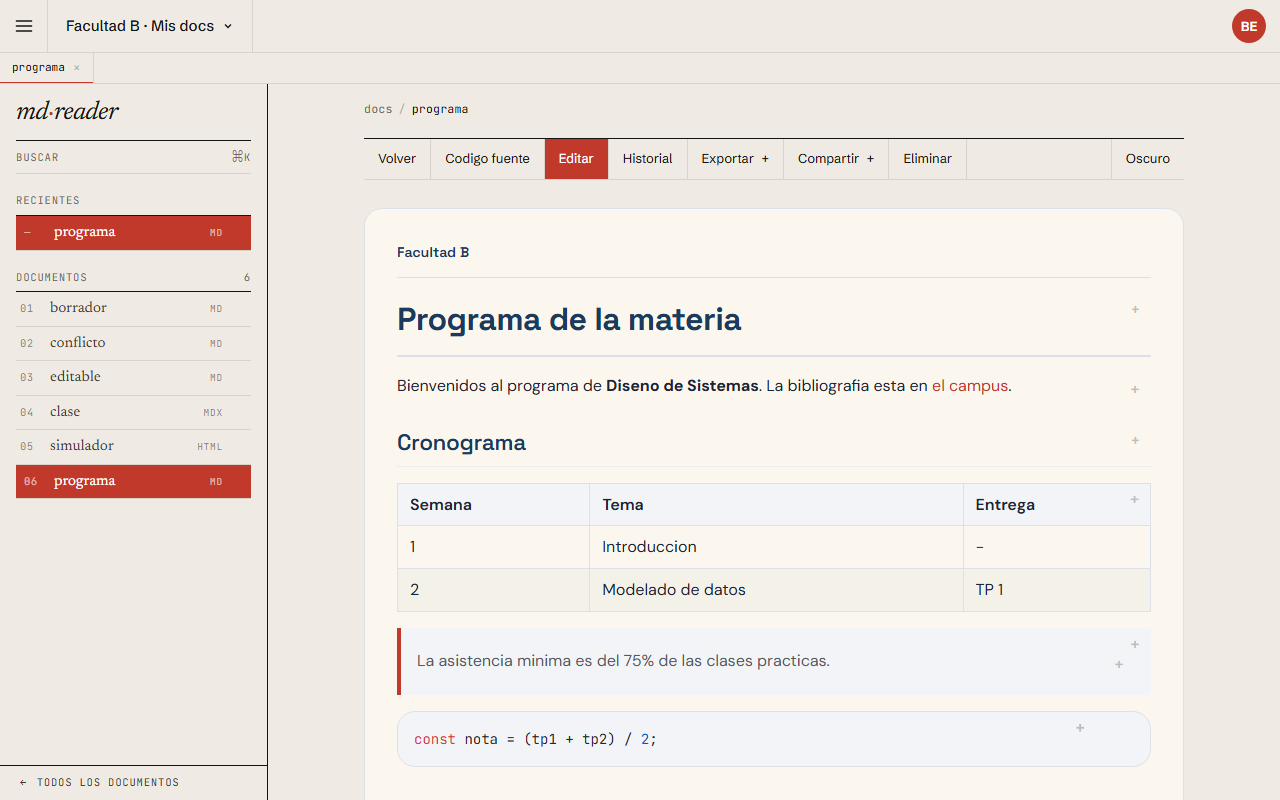 Facultad B · Mis docs
BE
programa ×
md·reader
BUSCAR ⌘K
RECIENTES
— programa MD
DOCUMENTOS 6
01 borrador MD
02 conflicto MD
03 editable MD
04 clase MDX
05 simulador HTML
06 programa MD
← TODOS LOS DOCUMENTOS
docs / programa
Volver Codigo fuente Editar Historial Exportar + Compartir + Eliminar Oscuro
Facultad B
Programa de la materia +
Bienvenidos al programa de Diseno de Sistemas. La bibliografia esta en el campus. +
Cronograma +
Semana Tema Entrega +
1 Introduccion -
2 Modelado de datos TP 1
La asistencia minima es del 75% de las clases practicas. + +
const nota = (tp1 + tp2) / 2; +